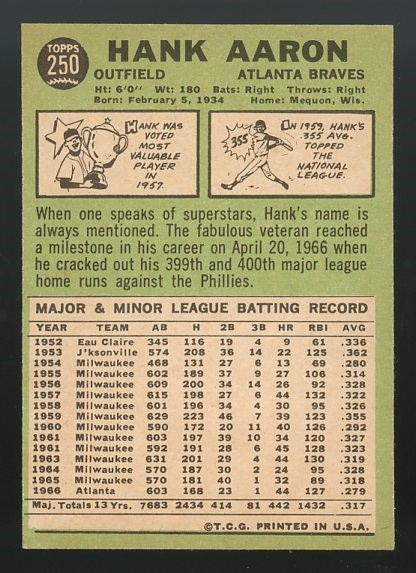 TOPPS
250
HANK AARON
OUTFIELD ATLANTA BRAVES
Ht: 6'0" Wt: 180 Bats: Right Throws: Right
Born: February 5, 1934 Home: Mequon, Wis.
HANK WAS
VOTED
MOST
VALUABLE
PLAYER
IN
1957.
355
IN 1959, HANK'S
.355 AVG.
TOPPED
THE
NATIONAL
LEAGUE.
When one speaks of superstars, Hank's name is
always mentioned. The fabulous veteran reached
a milestone in his career on April 20, 1966 when
he cracked out his 399th and 400th major league
home runs against the Phillies.
MAJOR & MINOR LEAGUE BATTING RECORD
YEAR TEAM AB H 2B 3B HR RBI AVG
1952 Eau Claire 345 116 19 4 9 61 .336
1953 J'ksonville 574 208 36 14 22 125 .362
1954 Milwaukee 468 131 27 6 13 69 .280
1955 Milwaukee 602 189 37 9 27 106 .314
1956 Milwaukee 609 200 34 14 26 92 .328
1957 Milwaukee 615 198 27 6 44 132 .322
1958 Milwaukee 601 196 34 4 30 95 .326
1959 Milwaukee 629 223 46 7 39 123 .355
1960 Milwaukee 590 172 20 11 40 126 .292
1961 Milwaukee 603 197 39 10 34 120 .327
1961 Milwaukee 592 191 28 6 45 128 .323
1963 Milwaukee 631 201 29 4 44 130 .319
1964 Milwaukee 570 187 30 2 24 95 .328
1965 Milwaukee 570 181 40 1 32 89 .318
1966 Atlanta 603 168 23 1 44 127 .279
Maj. Totals 13 Yrs. 7683 2434 414 81 442 1432 .317
©T.C.G. PRINTED IN U.S.A.